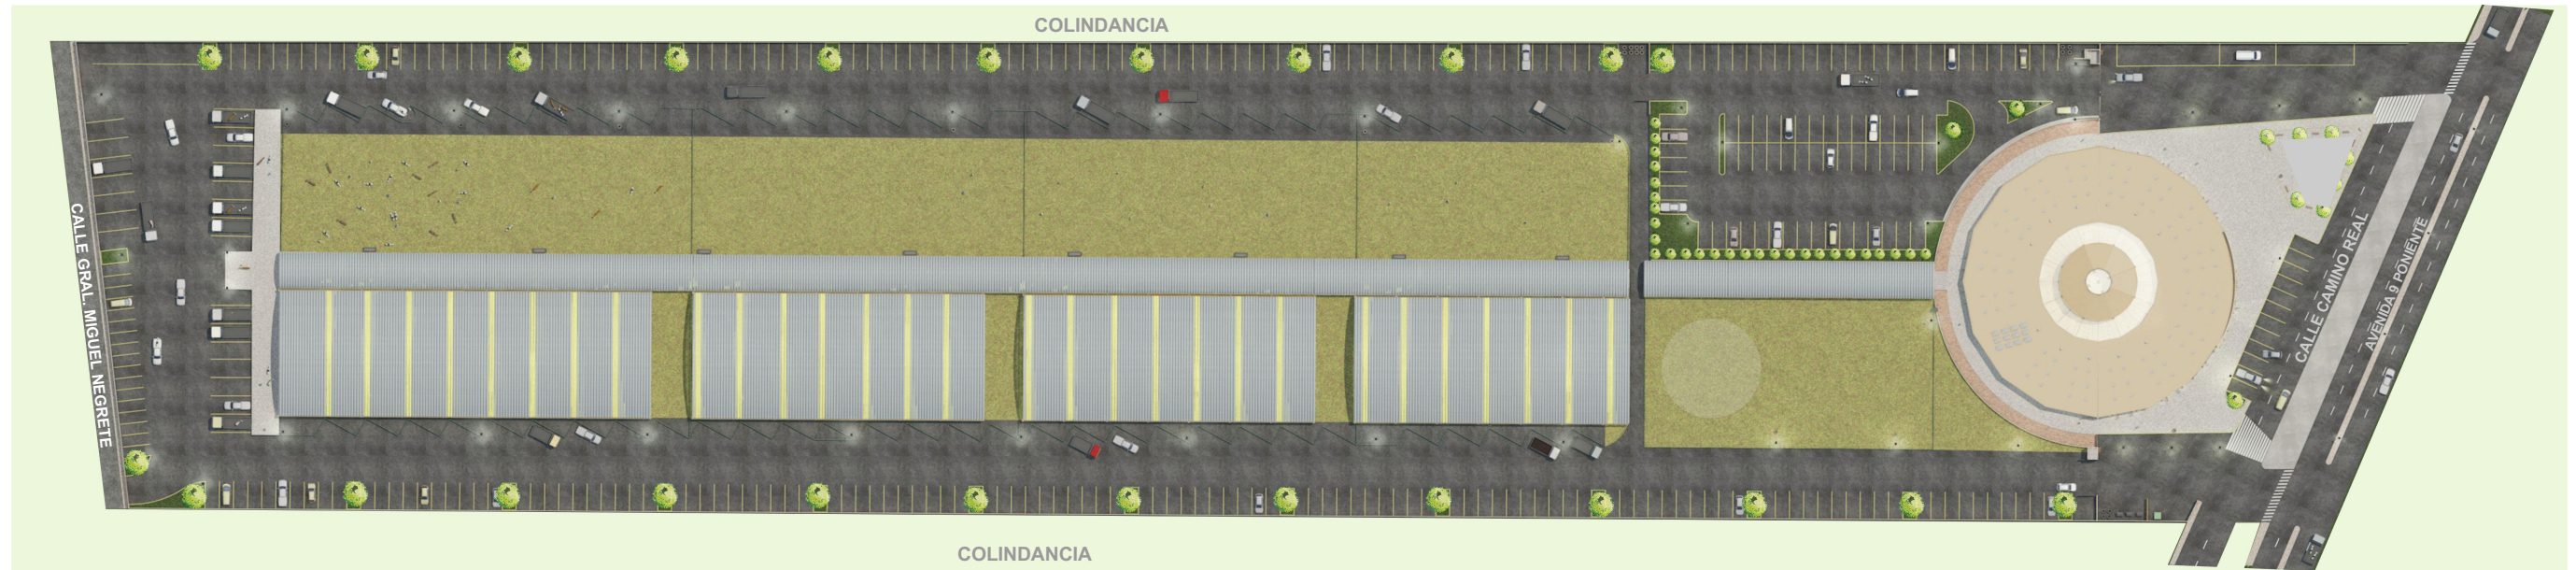 COLINDANCIA
CALLE GRAL. MIGUEL NEGRETE
CALLE CAMINO REAL
AVENIDA 9 PONIENTE
COLINDANCIA